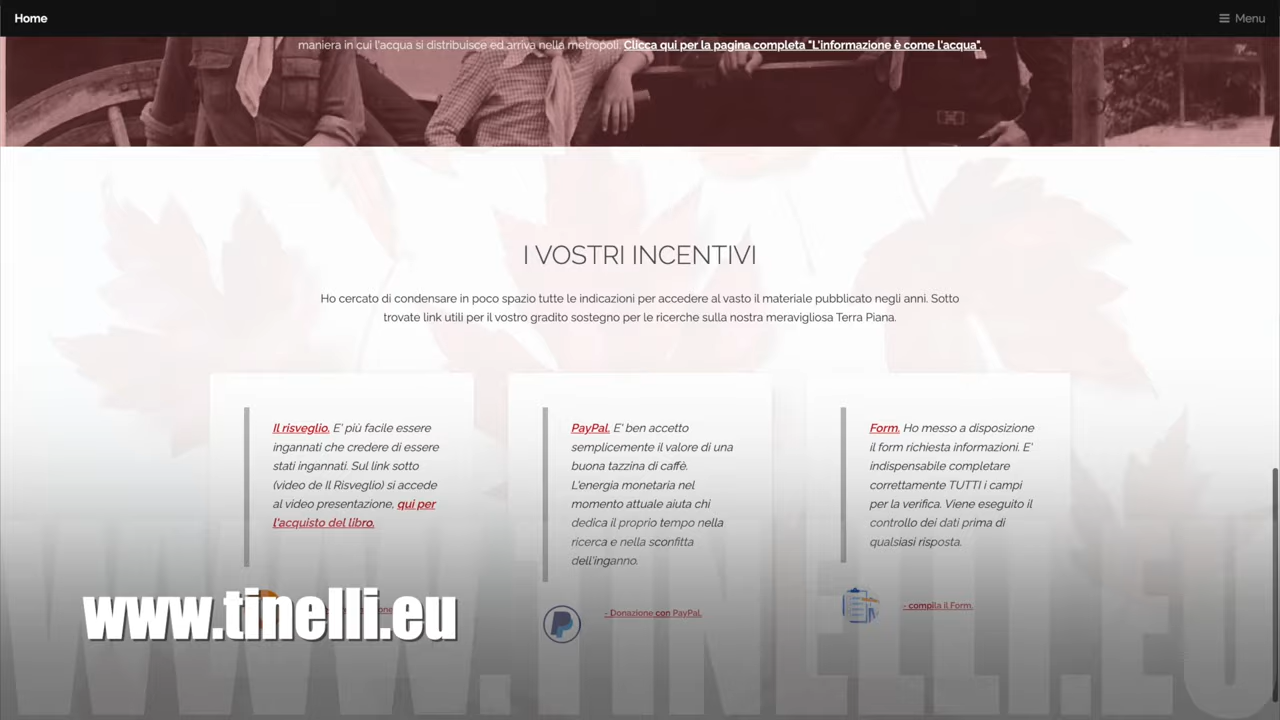 Home
Menu
maniera in cui l'acqua si distribuisce ed arriva nella metropoli. Clicca qui per la pagina completa "L'informazione è come l'acqua".
I VOSTRI INCENTIVI
Ho cercato di condensare in poco spazio tutte le indicazioni per accedere al vasto il materiale pubblicato negli anni. Sotto
trovate link utili per il vostro gradito sostegno per le ricerche sulla nostra meravigliosa Terra Piana.
Il risveglio. E' più facile essere
ingannati che credere di essere
stati ingannati. Sul link sotto
(video de Il Risveglio) si accede
al video presentazione, qui per
l'acquisto del libro.
PayPal. E' ben accetto
semplicemente il valore di una
buona tazzina di caffè.
L'energia monetaria nel
momento attuale aiuta chi
dedica il proprio tempo nella
ricerca e nella sconfitta
dell'inganno.
- Donazione con PayPal.
Form. Ho messo a disposizione
il form richiesta informazioni. E'
indispensabile completare
correttamente TUTTI i campi
per la verifica. Viene eseguito il
controllo dei dati prima di
qualsiasi risposta.
- compila il Form.
www.tinelli.eu
WWW.TINELLI.EU